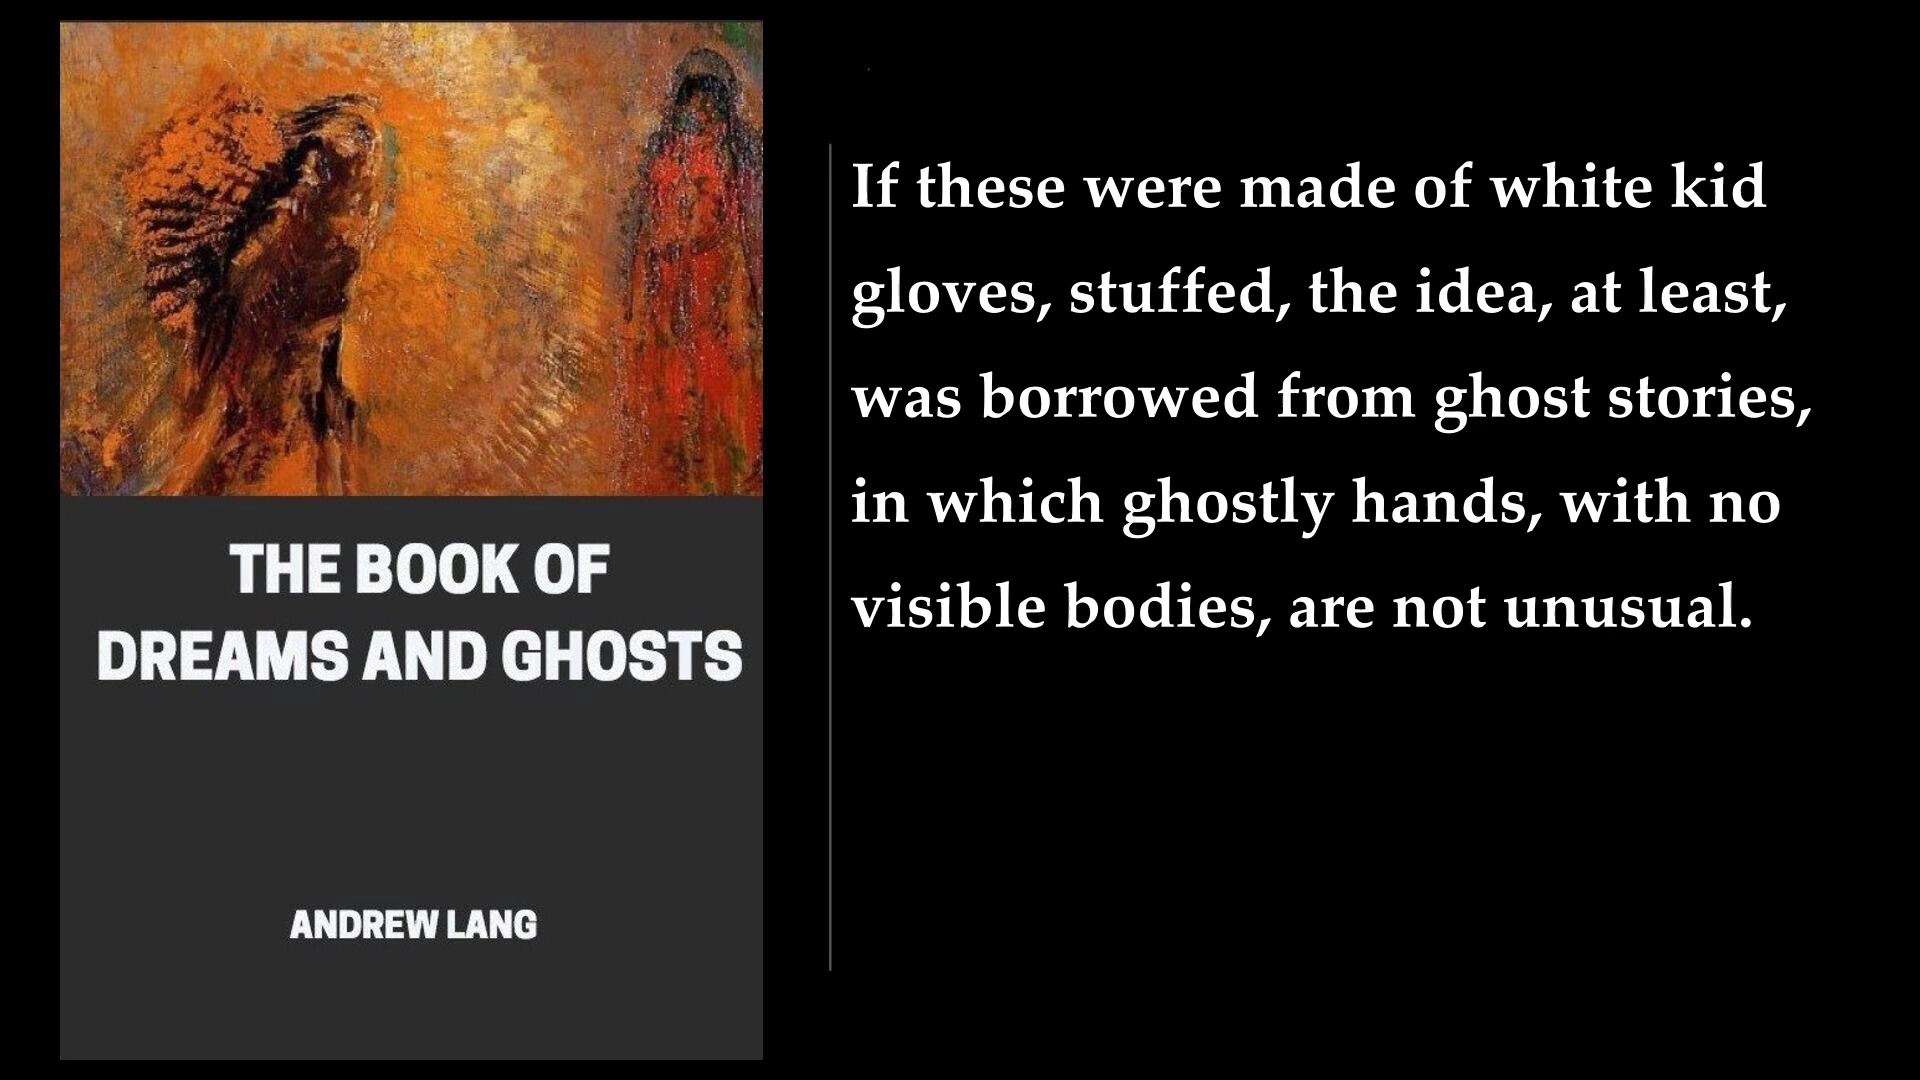 THE BOOK OF
DREAMS AND GHOSTS
ANDREW LANG
If these were made of white kid
gloves, stuffed, the idea, at least,
was borrowed from ghost stories,
in which ghostly hands, with no
visible bodies, are not unusual.